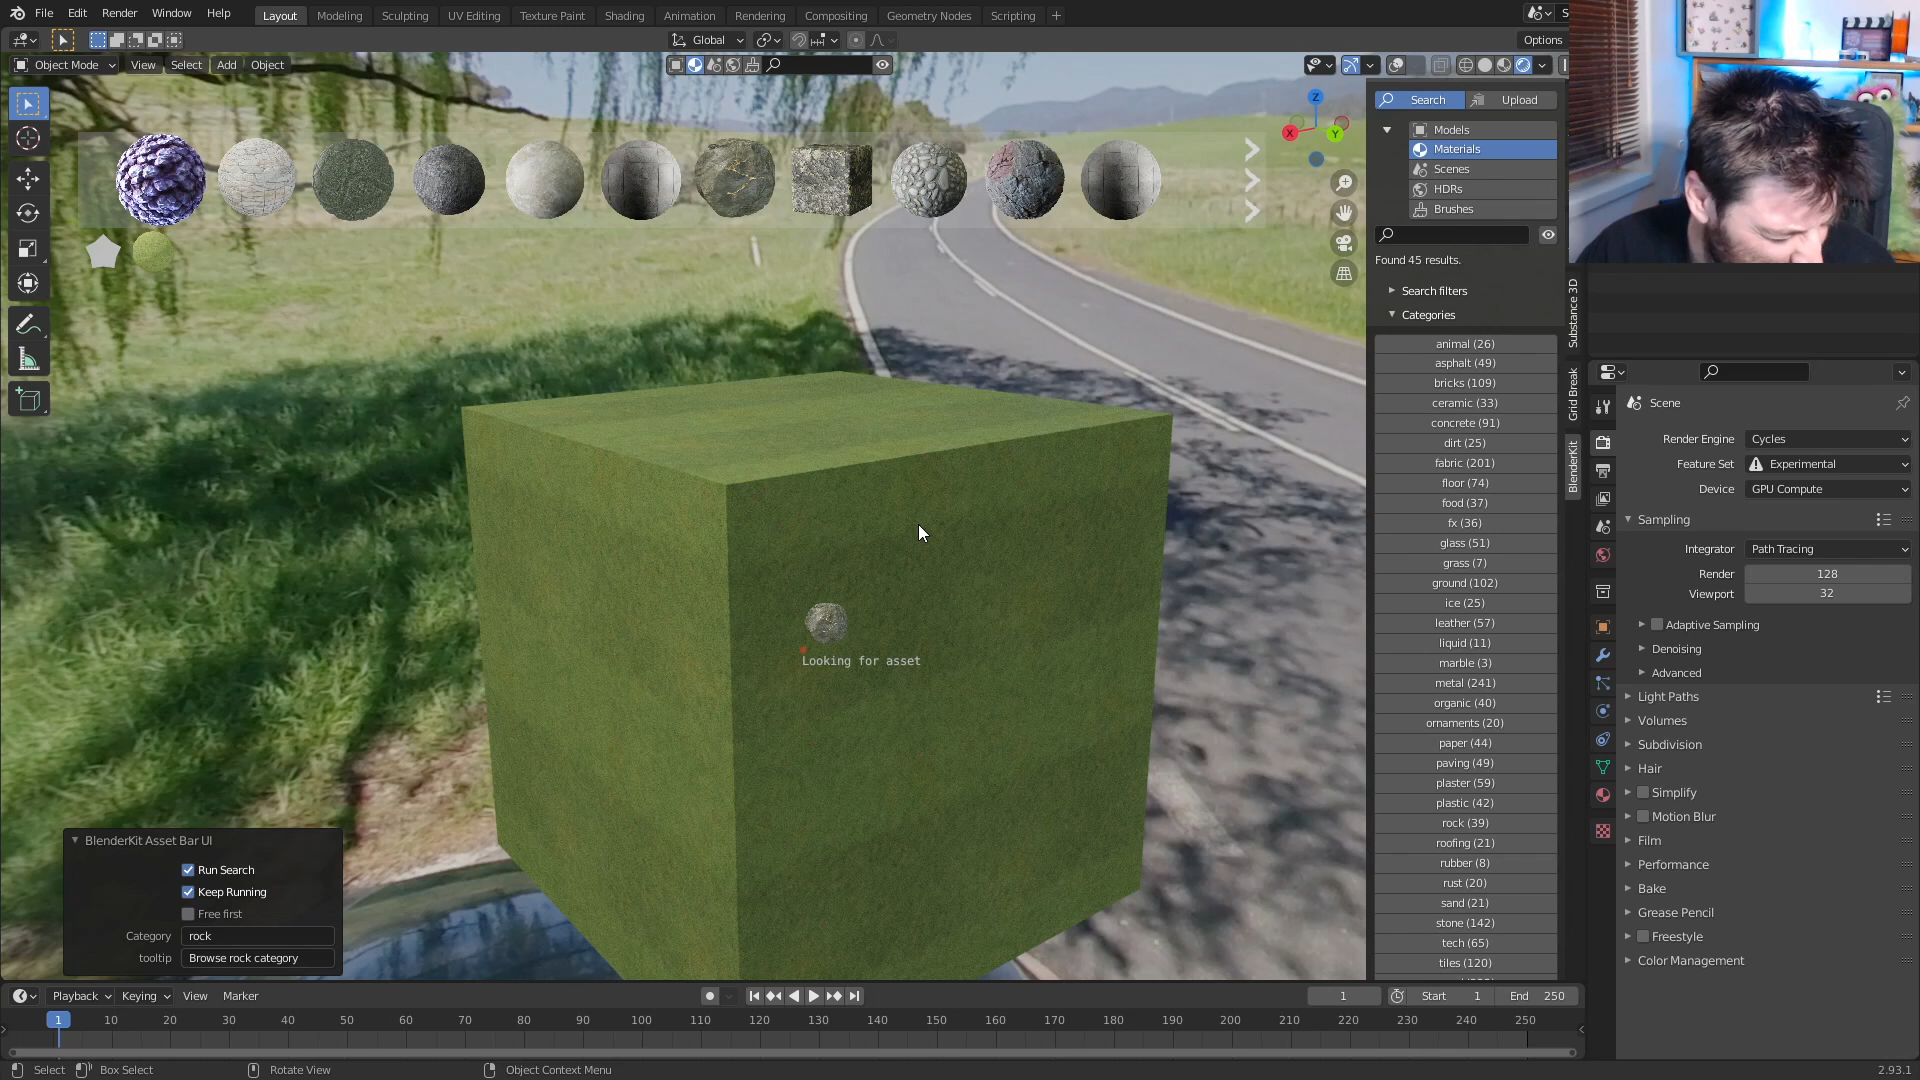 File Edit Render Window Help
Layout Modeling Sculpting UV Editing Texture Paint Shading Animation Rendering Compositing Geometry Nodes Scripting +
Global
Options
Object Mode View Select Add Object
Z
X
Y
Search Upload
Models
Materials
Scenes
HDRs
Brushes
Found 45 results.
Search filters
Categories
animal (26)
asphalt (49)
bricks (109)
ceramic (33)
concrete (91)
dirt (25)
fabric (201)
floor (74)
food (37)
fx (36)
glass (51)
grass (7)
ground (102)
ice (25)
leather (57)
liquid (11)
marble (3)
metal (241)
organic (40)
ornaments (20)
paper (44)
paving (49)
plaster (59)
plastic (42)
rock (39)
roofing (21)
rubber (8)
rust (20)
sand (21)
stone (142)
tech (65)
tiles (120)
Substance 3D
Grid Break
BlenderKit
Looking for asset
BlenderKit Asset Bar UI
Run Search
Keep Running
Free first
Category rock
tooltip Browse rock category
Scene
Render Engine Cycles
Feature Set Experimental
Device GPU Compute
Sampling
Integrator Path Tracing
Render 128
Viewport 32
Adaptive Sampling
Denoising
Advanced
Light Paths
Volumes
Subdivision
Hair
Simplify
Motion Blur
Film
Performance
Bake
Grease Pencil
Freestyle
Color Management
Playback Keying View Marker
1 Start 1 End 250
1 10 20 30 40 50 60 70 80 90 100 110 120 130 140 150 160 170 180 190 200 210 220 230 240 250
Select Box Select Rotate View Object Context Menu
2.93.1